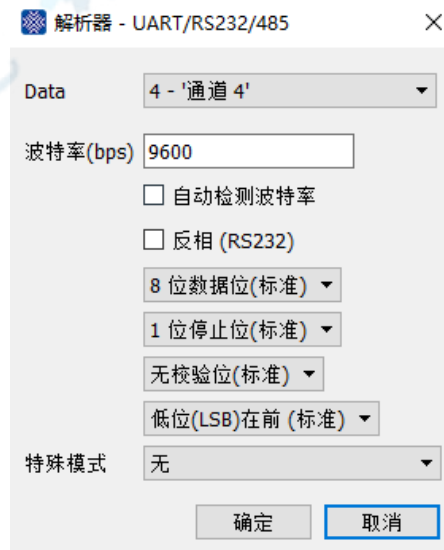 解析器 - UART/RS232/485
Data 4 - '通道 4'
波特率(bps) 9600
自动检测波特率
反相 (RS232)
8 位数据位(标准)
1 位停止位(标准)
无校验位(标准)
低位(LSB)在前 (标准)
特殊模式 无
确定 取消